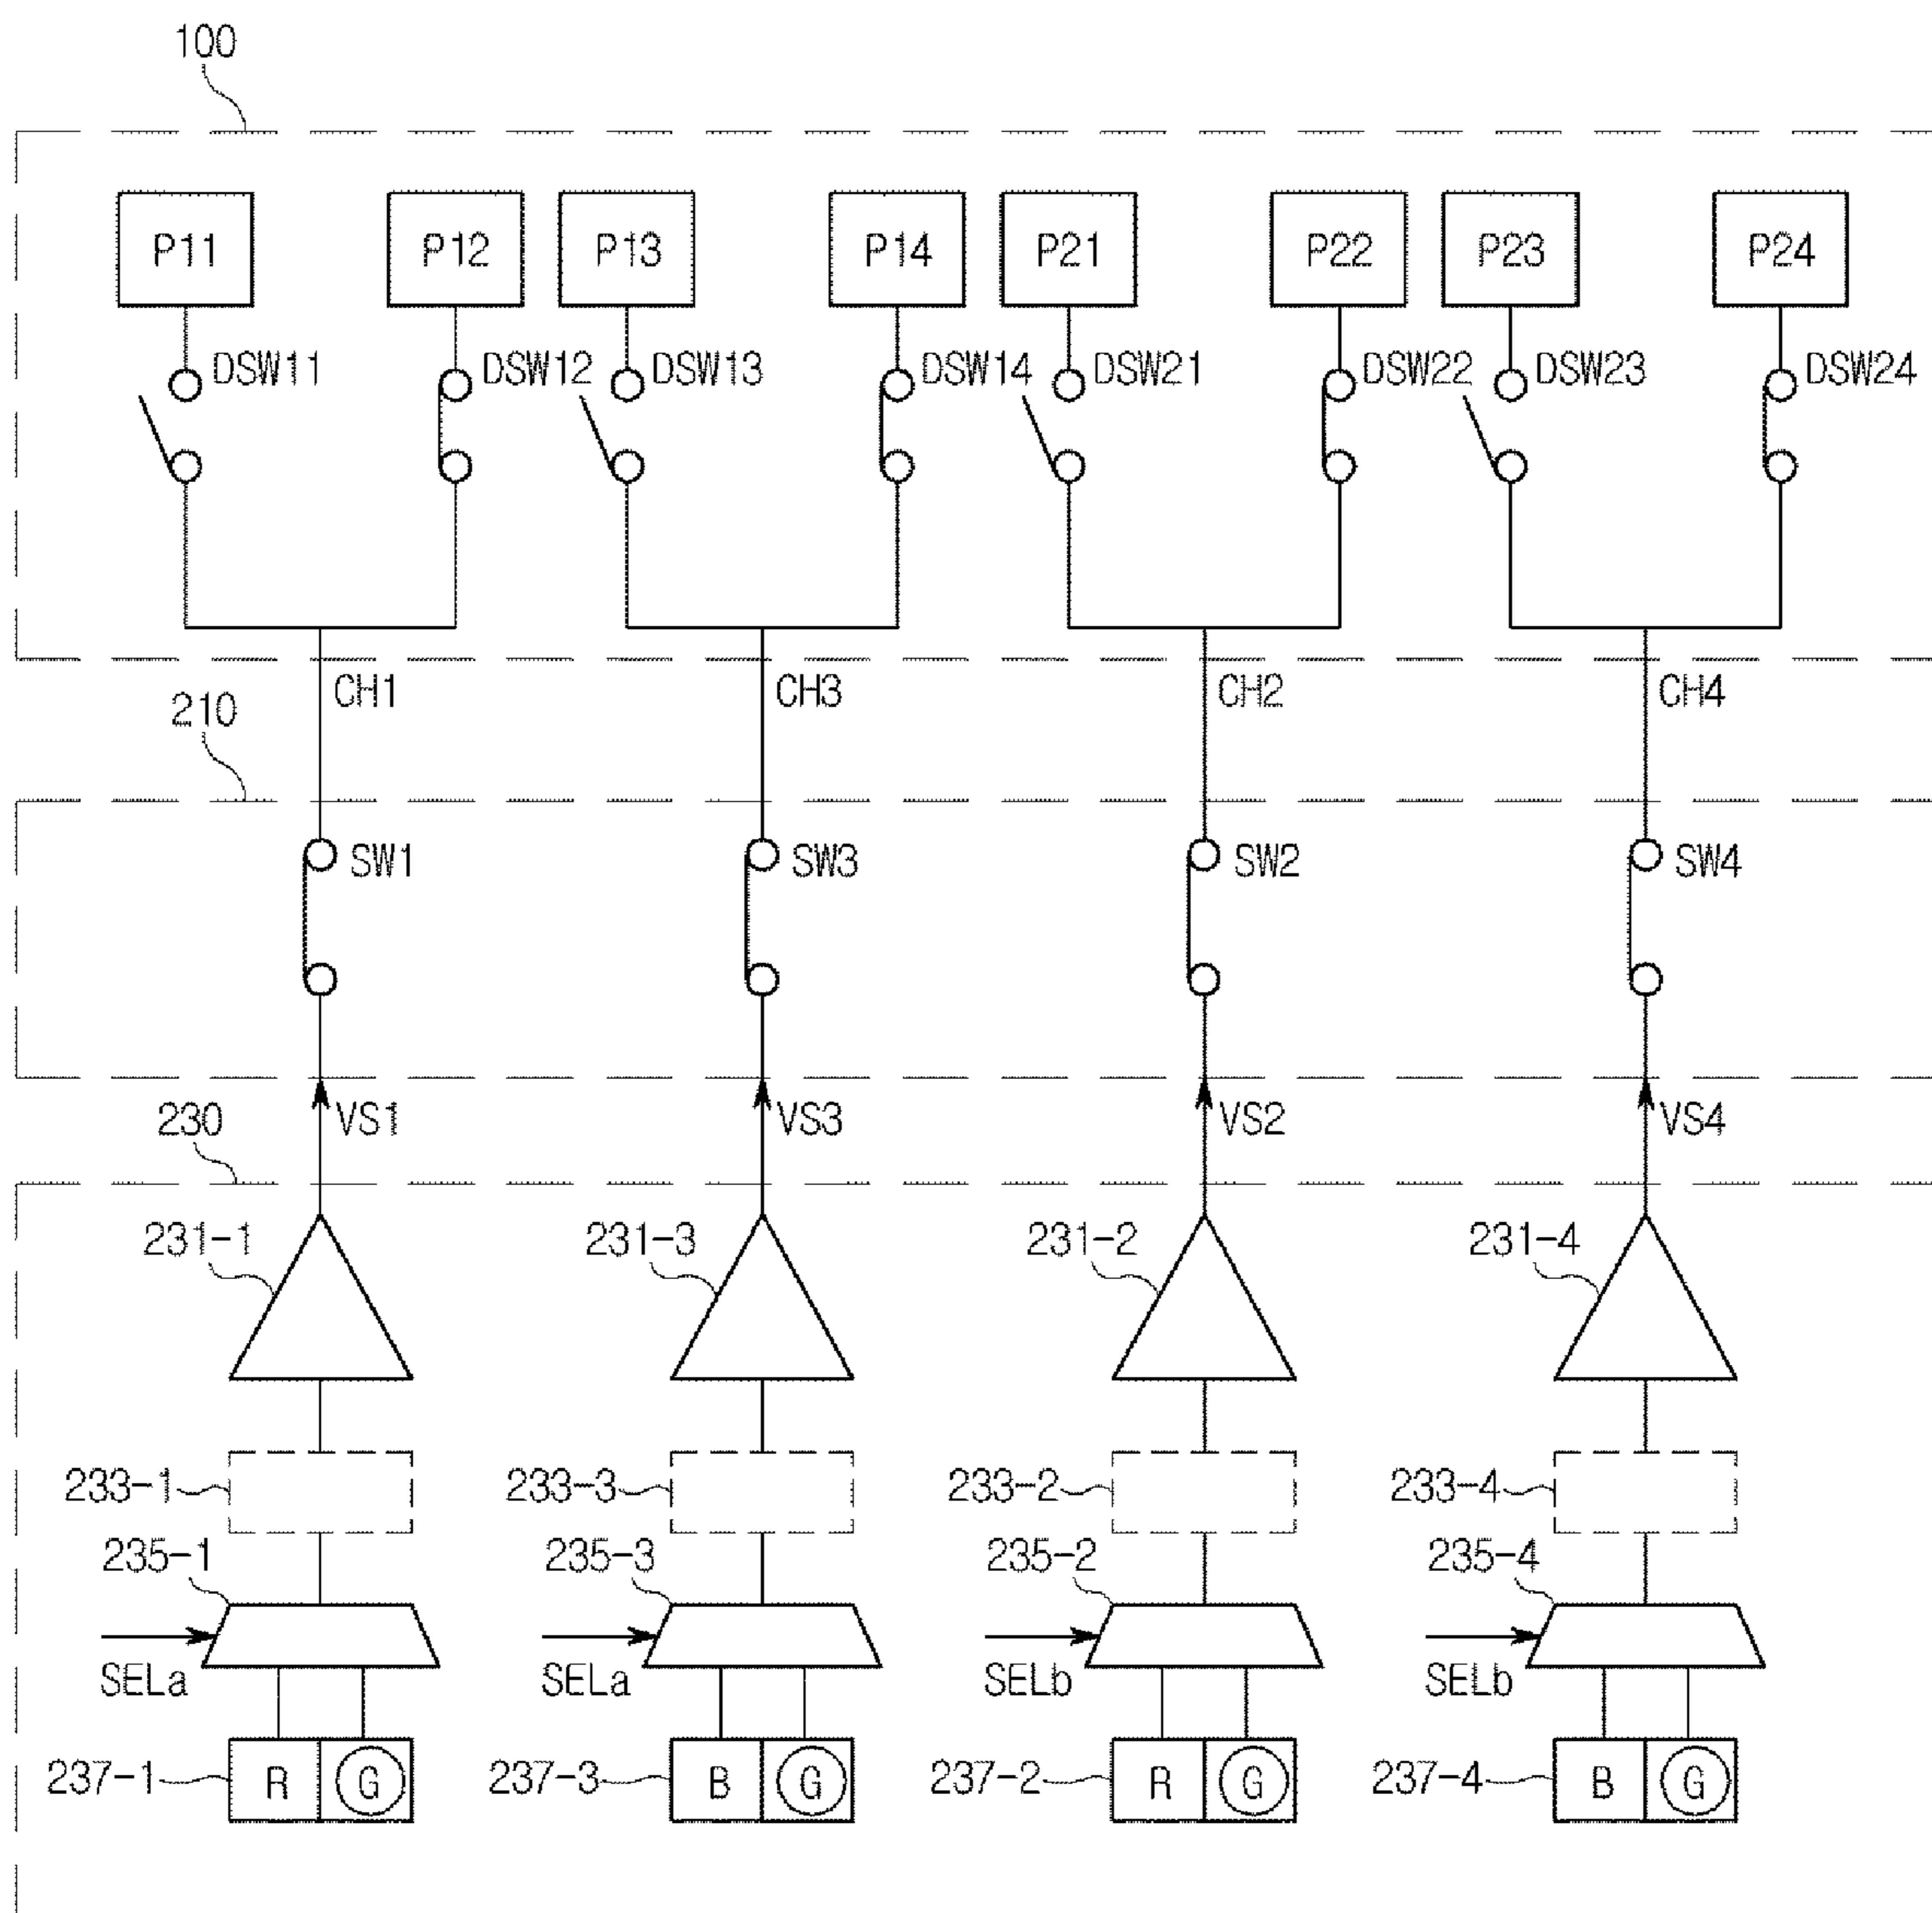 100
P11 P12 P13 P14 P21 P22 P23 P24
DSW11 DSW12 DSW13 DSW14 DSW21 DSW22 DSW23 DSW24
CH1 CH3 CH2 CH4
210
SW1 SW3 SW2 SW4
230 VS1 VS3 VS2 VS4
231-1 231-3 231-2 231-4
233-1 233-3 233-2 233-4
235-1 235-3 235-2 235-4
SELa SELa SELb SELb
237-1 R G 237-3 B G 237-2 R G 237-4 B G